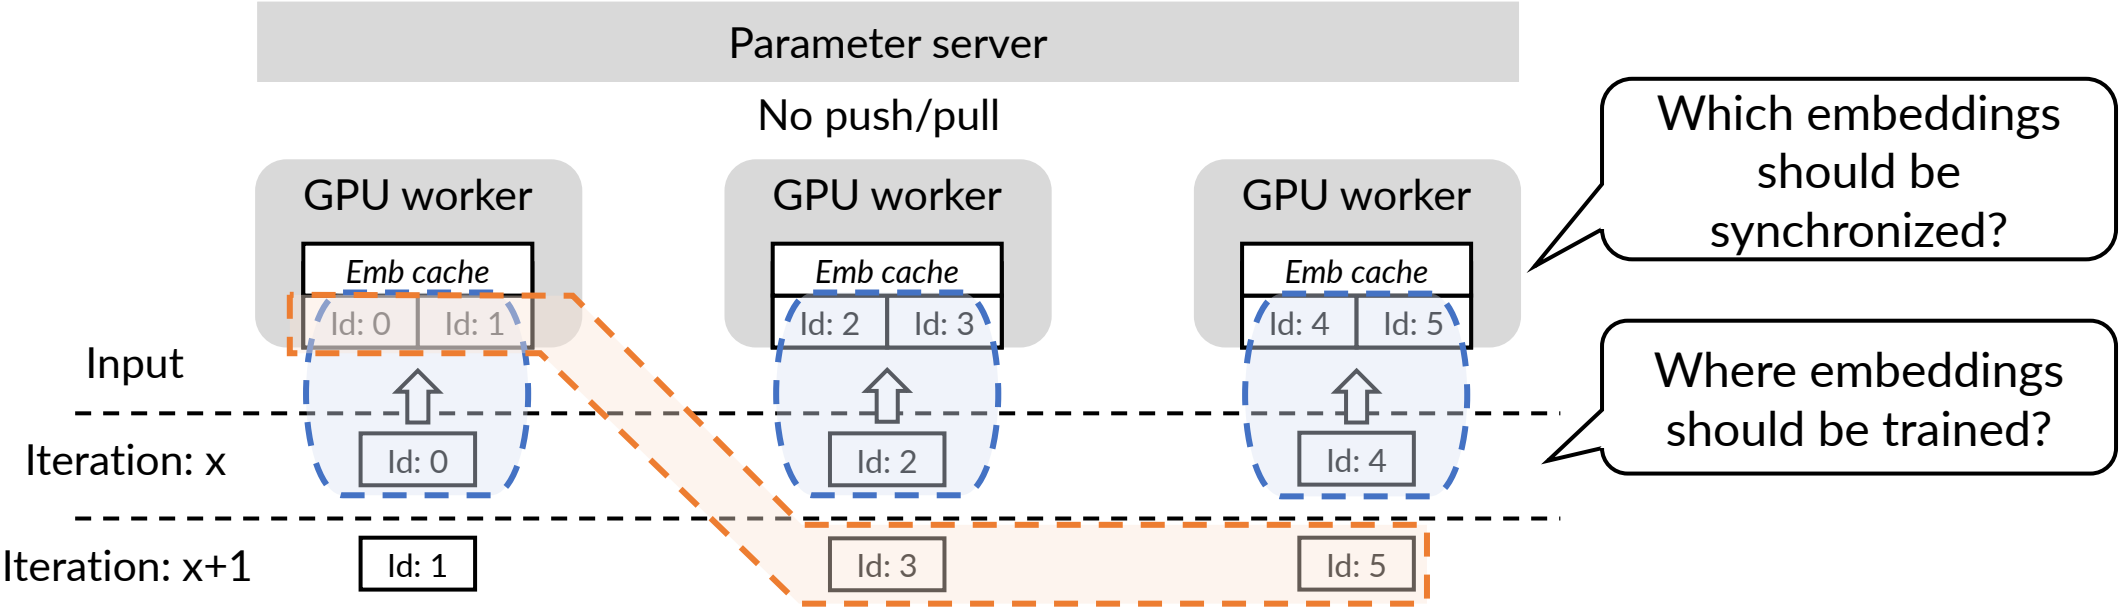 Parameter server
No push/pull
GPU worker
GPU worker
GPU worker
Emb cache
Emb cache
Emb cache
Id: 0
Id: 1
Id: 2
Id: 3
Id: 4
Id: 5
Which embeddings
should be
synchronized?
Input
Where embeddings
should be trained?
Iteration: x
Id: 0
Id: 2
Id: 4
Iteration: x+1
Id: 1
Id: 3
Id: 5